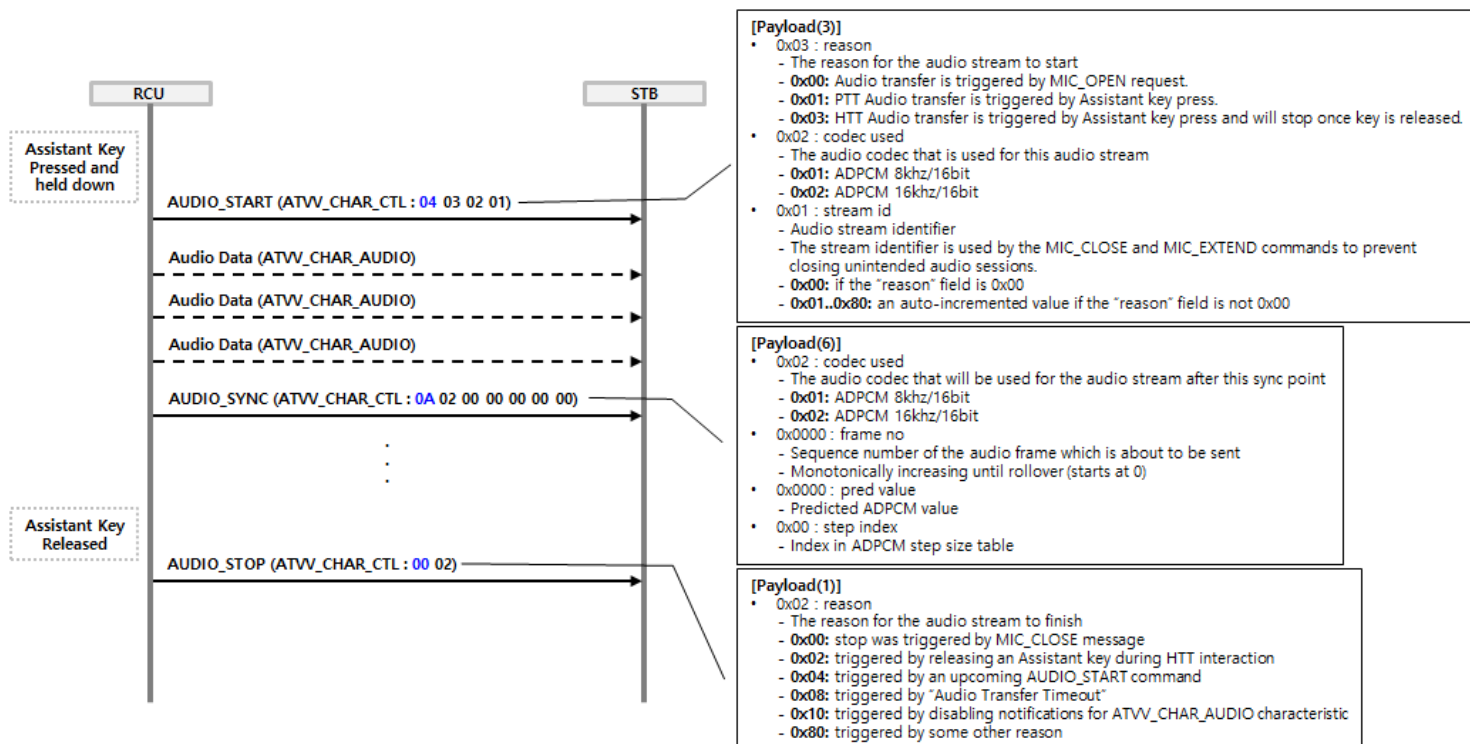 RCU
STB
Assistant Key
Pressed and
held down
AUDIO_START (ATVV_CHAR_CTL : 04 03 02 01)
Audio Data (ATVV_CHAR_AUDIO)
Audio Data (ATVV_CHAR_AUDIO)
Audio Data (ATVV_CHAR_AUDIO)
AUDIO_SYNC (ATVV_CHAR_CTL : 0A 02 00 00 00 00 00)
.
.
.
Assistant Key
Released
AUDIO_STOP (ATVV_CHAR_CTL : 00 02)
[Payload(3)]
• 0x03 : reason
- The reason for the audio stream to start
- 0x00: Audio transfer is triggered by MIC_OPEN request.
- 0x01: PTT Audio transfer is triggered by Assistant key press.
- 0x03: HTT Audio transfer is triggered by Assistant key press and will stop once key is released.
• 0x02 : codec used
- The audio codec that is used for this audio stream
- 0x01: ADPCM 8khz/16bit
- 0x02: ADPCM 16khz/16bit
• 0x01 : stream id
- Audio stream identifier
- The stream identifier is used by the MIC_CLOSE and MIC_EXTEND commands to prevent
closing unintended audio sessions.
- 0x00: if the "reason" field is 0x00
- 0x01..0x80: an auto-incremented value if the "reason" field is not 0x00
[Payload(6)]
• 0x02 : codec used
- The audio codec that will be used for the audio stream after this sync point
- 0x01: ADPCM 8khz/16bit
- 0x02: ADPCM 16khz/16bit
• 0x0000 : frame no
- Sequence number of the audio frame which is about to be sent
- Monotonically increasing until rollover (starts at 0)
• 0x0000 : pred value
- Predicted ADPCM value
• 0x00 : step index
- Index in ADPCM step size table
[Payload(1)]
• 0x02 : reason
- The reason for the audio stream to finish
- 0x00: stop was triggered by MIC_CLOSE message
- 0x02: triggered by releasing an Assistant key during HTT interaction
- 0x04: triggered by an upcoming AUDIO_START command
- 0x08: triggered by "Audio Transfer Timeout"
- 0x10: triggered by disabling notifications for ATVV_CHAR_AUDIO characteristic
- 0x80: triggered by some other reason